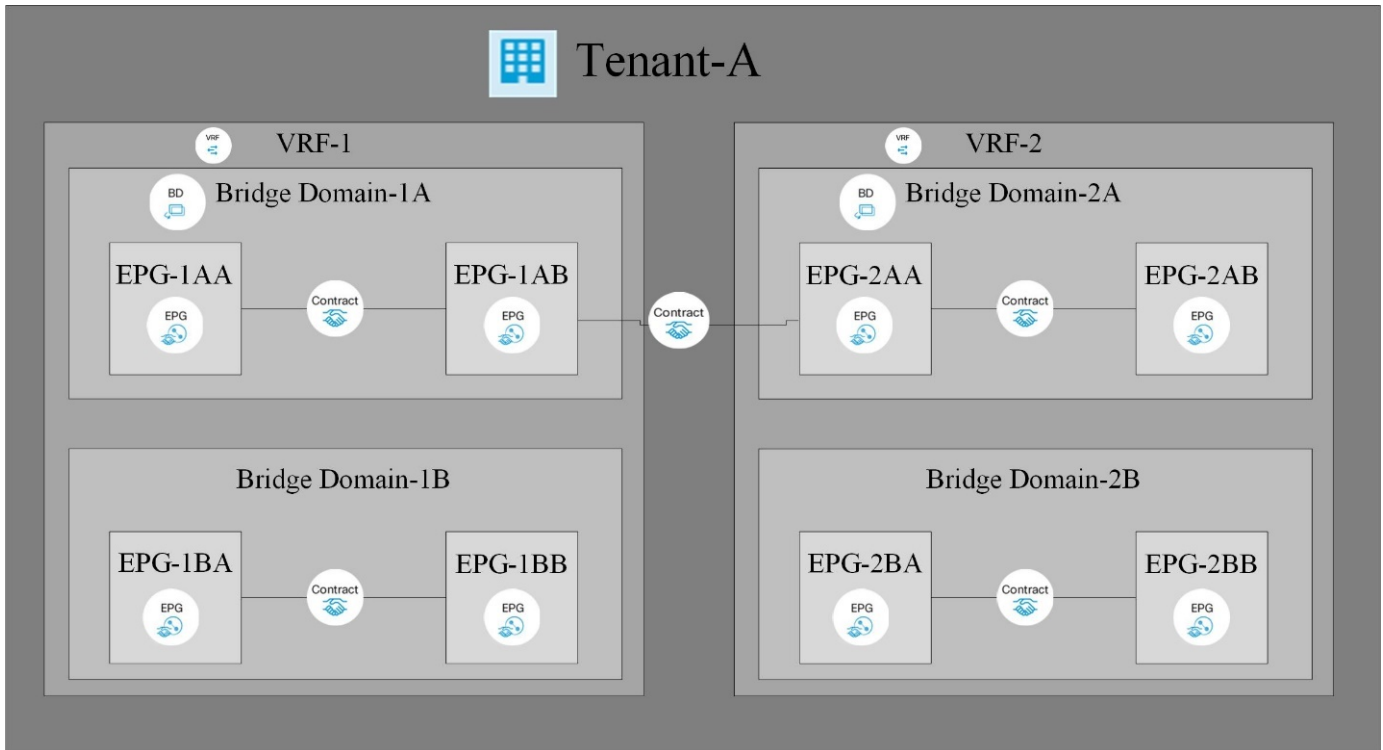 Tenant-A
VRF
VRF-1
BD
Bridge Domain-1A
EPG-1AA
EPG
Contract
EPG-1AB
EPG
Contract
VRF
VRF-2
BD
Bridge Domain-2A
EPG-2AA
EPG
Contract
EPG-2AB
EPG
Bridge Domain-1B
EPG-1BA
EPG
Contract
EPG-1BB
EPG
Bridge Domain-2B
EPG-2BA
EPG
Contract
EPG-2BB
EPG